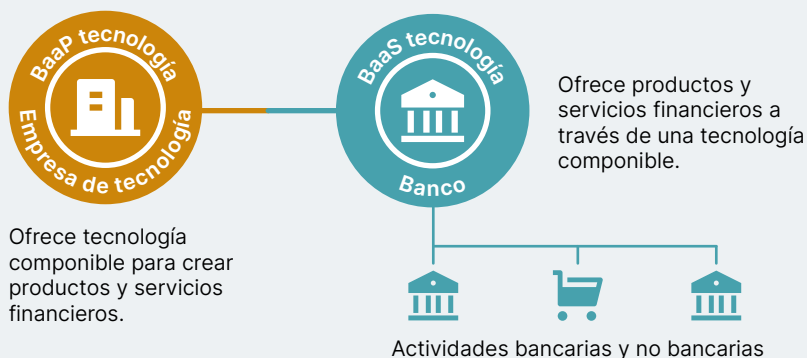 BaaP tecnología
Empresa de tecnología
Ofrece tecnología
componible para crear
productos y servicios
financieros.
BaaS tecnología
Banco
Ofrece productos y
servicios financieros a
través de una tecnología
componible.
Actividades bancarias y no bancarias